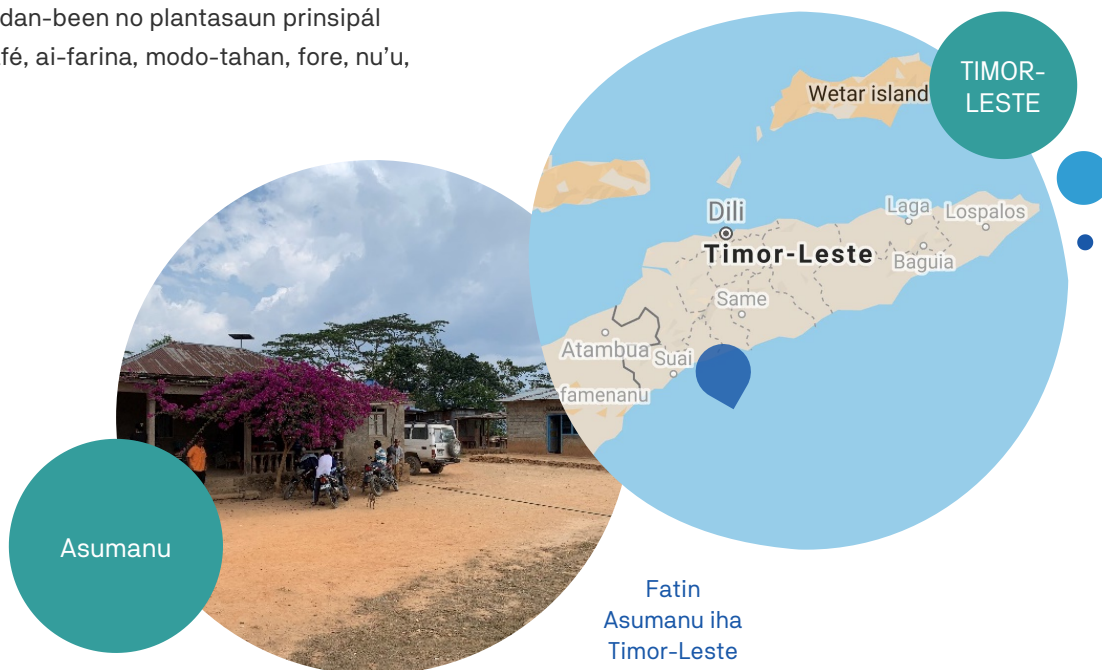 dan-been no plantasaun prinsipál
fé, ai-farina, modo-tahan, fore, nu’u,
TIMOR-
LESTE
Wetar island
Dili
Laga
Lospalos
Timor-Leste
Baguia
Same
Atambua
Suai
famenanu
Asumanu
Fatin
Asumanu iha
Timor-Leste